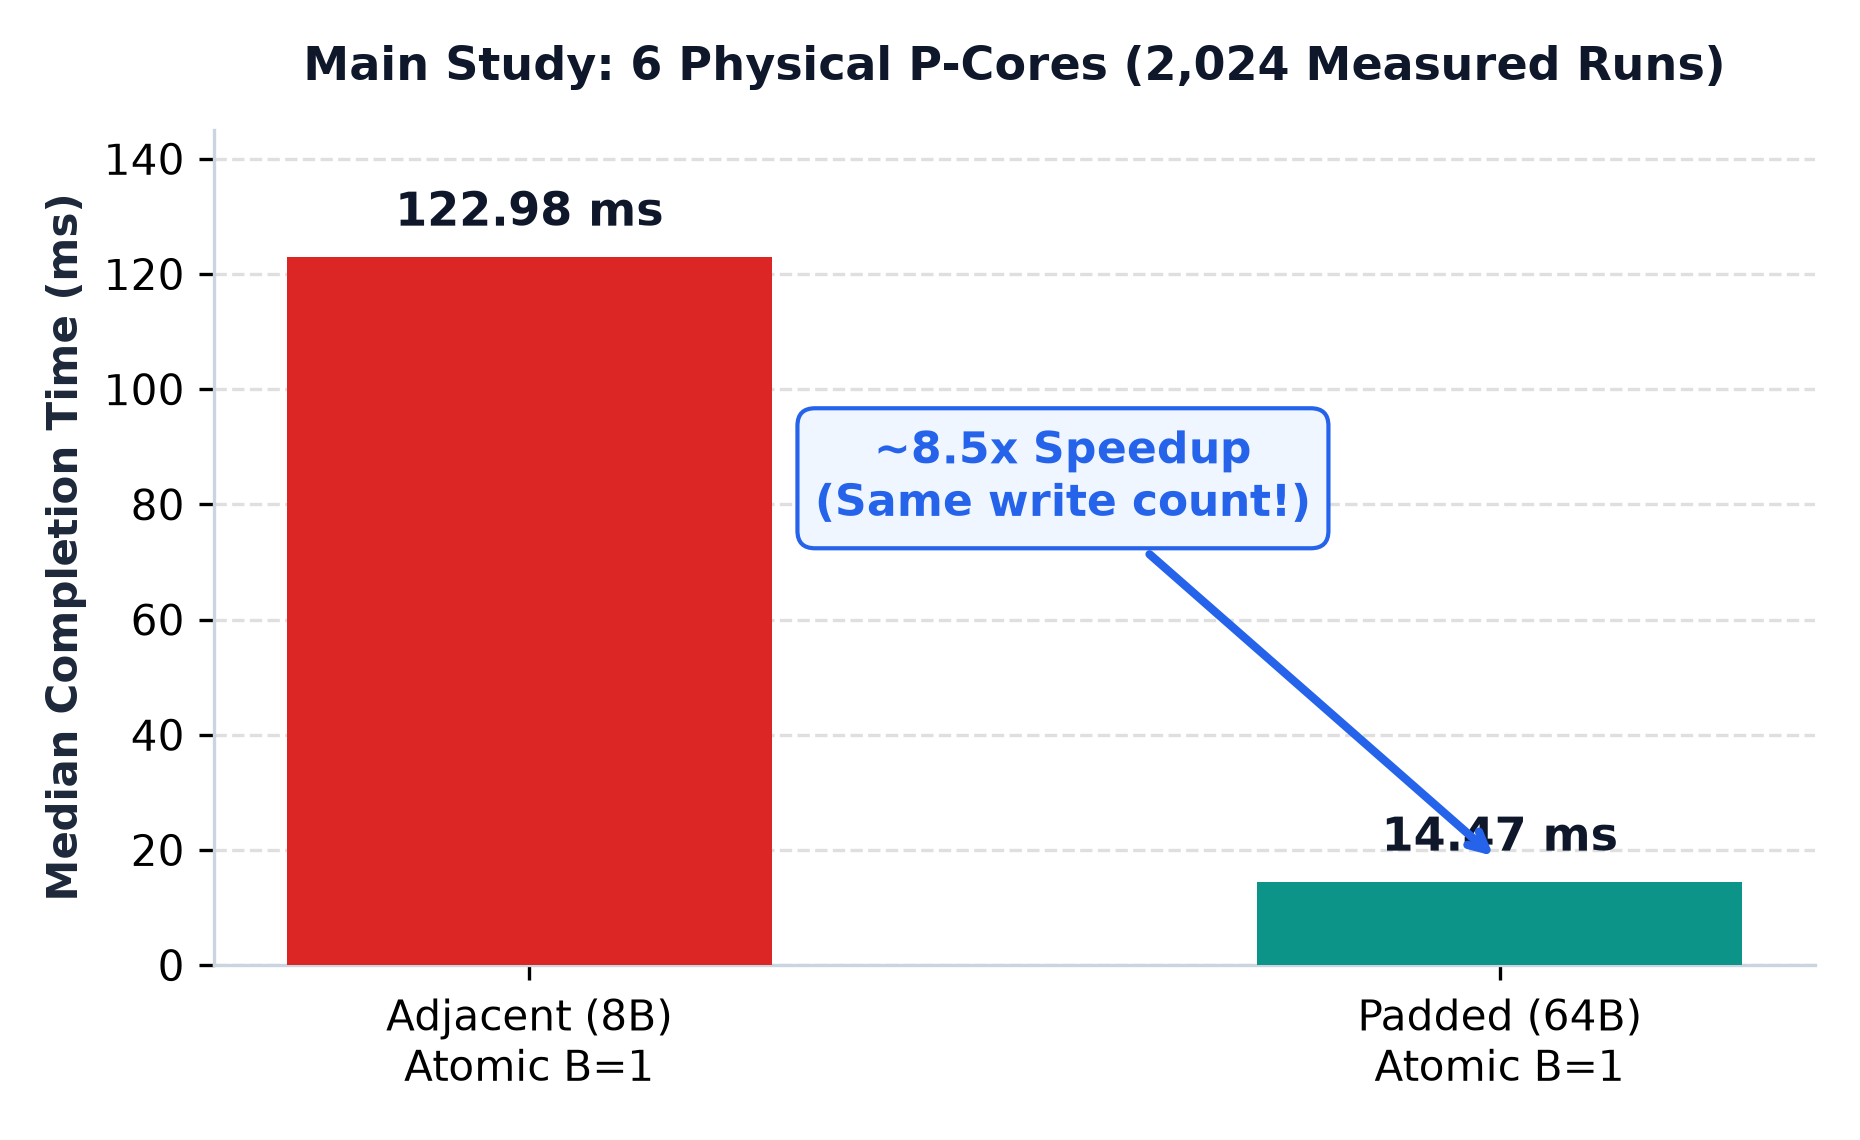 Main Study: 6 Physical P-Cores (2,024 Measured Runs)
Median Completion Time (ms)
140
120
100
80
60
40
20
0
122.98 ms
~8.5x Speedup
(Same write count!)
14.47 ms
Adjacent (8B)
Atomic B=1
Padded (64B)
Atomic B=1